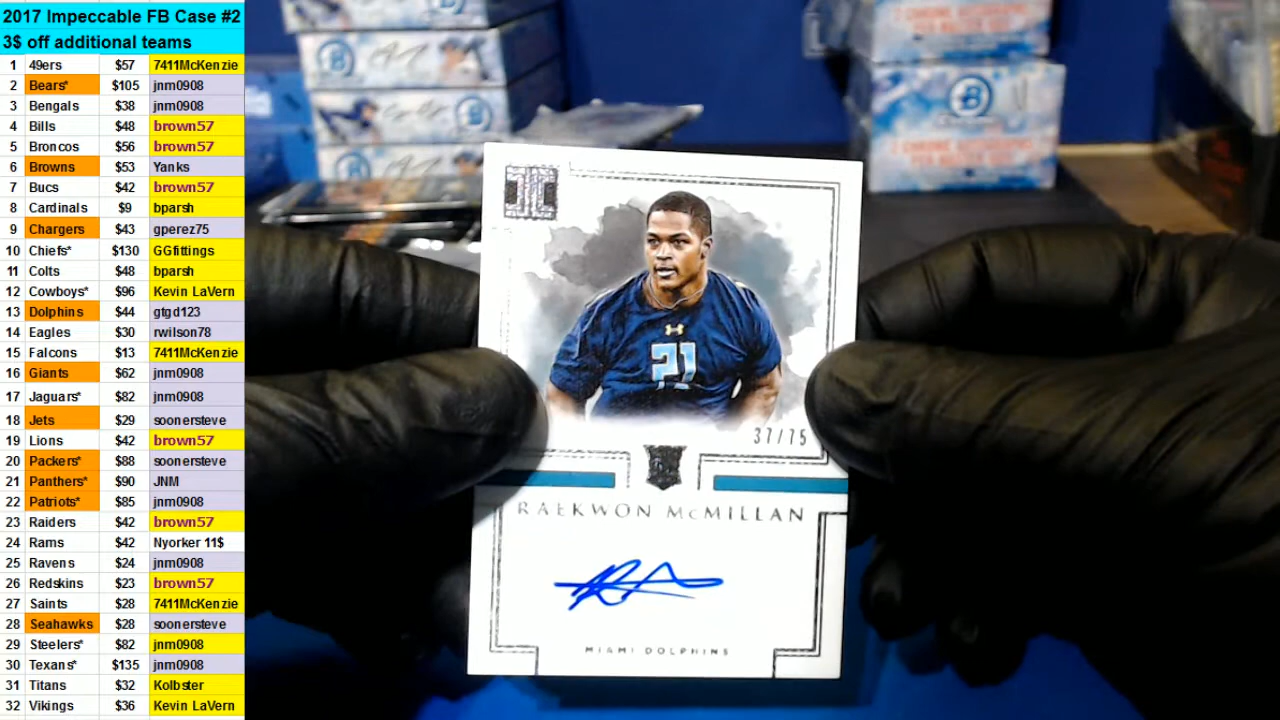 2017 Impeccable FB Case #2
3$ off additional teams
1 49ers $57 7411McKenzie
2 Bears* $105 jnm0908
3 Bengals $38 jnm0908
4 Bills $48 brown57
5 Broncos $56 brown57
6 Browns $53 Yanks
7 Bucs $42 brown57
8 Cardinals $9 bparsh
9 Chargers $43 gperez75
10 Chiefs* $130 GGfittings
11 Colts $48 bparsh
12 Cowboys* $96 Kevin LaVern
13 Dolphins $44 gtgd123
14 Eagles $30 rwilson78
15 Falcons $13 7411McKenzie
16 Giants $62 jnm0908
17 Jaguars* $82 jnm0908
18 Jets $29 soonersteve
19 Lions $42 brown57
20 Packers* $88 soonersteve
21 Panthers* $90 JNM
22 Patriots* $85 jnm0908
23 Raiders $42 brown57
24 Rams $42 Nyorker 11$
25 Ravens $24 jnm0908
26 Redskins $23 brown57
27 Saints $28 7411McKenzie
28 Seahawks $28 soonersteve
29 Steelers* $82 jnm0908
30 Texans* $135 jnm0908
31 Titans $32 Kolbster
32 Vikings $36 Kevin LaVern
21
37/75
RAEKWON McMILLAN
MIAMI DOLPHINS